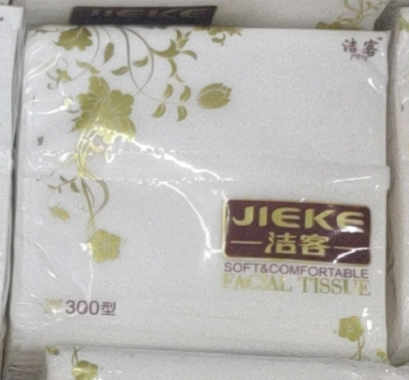 JIEKE
洁客
JIEKE
洁客
SOFT&COMFORTABLE
FACIAL TISSUE
300型